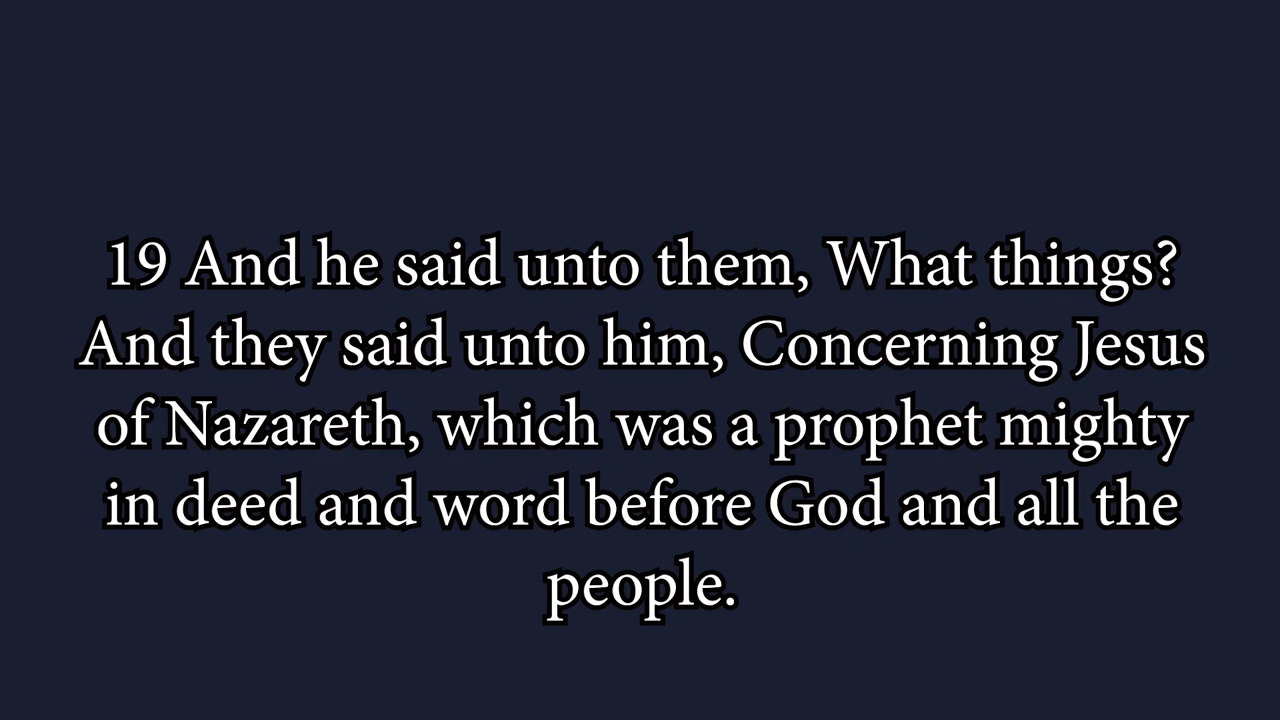 19 And he said unto them, What things?
And they said unto him, Concerning Jesus
of Nazareth, which was a prophet mighty
in deed and word before God and all the
people.